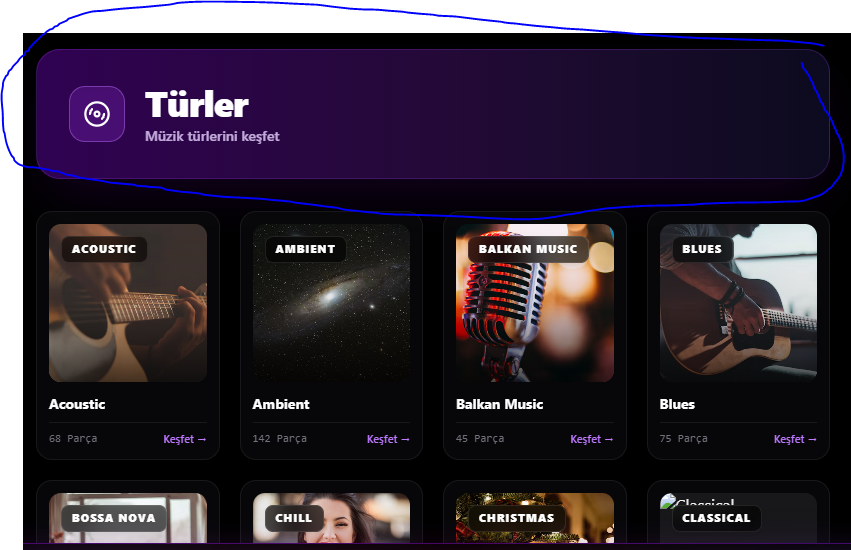 Türler
Müzik türlerini keşfet
ACOUSTIC
AMBIENT
BALKAN MUSIC
BLUES
Acoustic
Ambient
Balkan Music
Blues
68 Parça
Keşfet →
142 Parça
Keşfet →
45 Parça
Keşfet →
75 Parça
Keşfet →
BOSSA NOVA
CHILL
CHRISTMAS
Classical
CLASSICAL